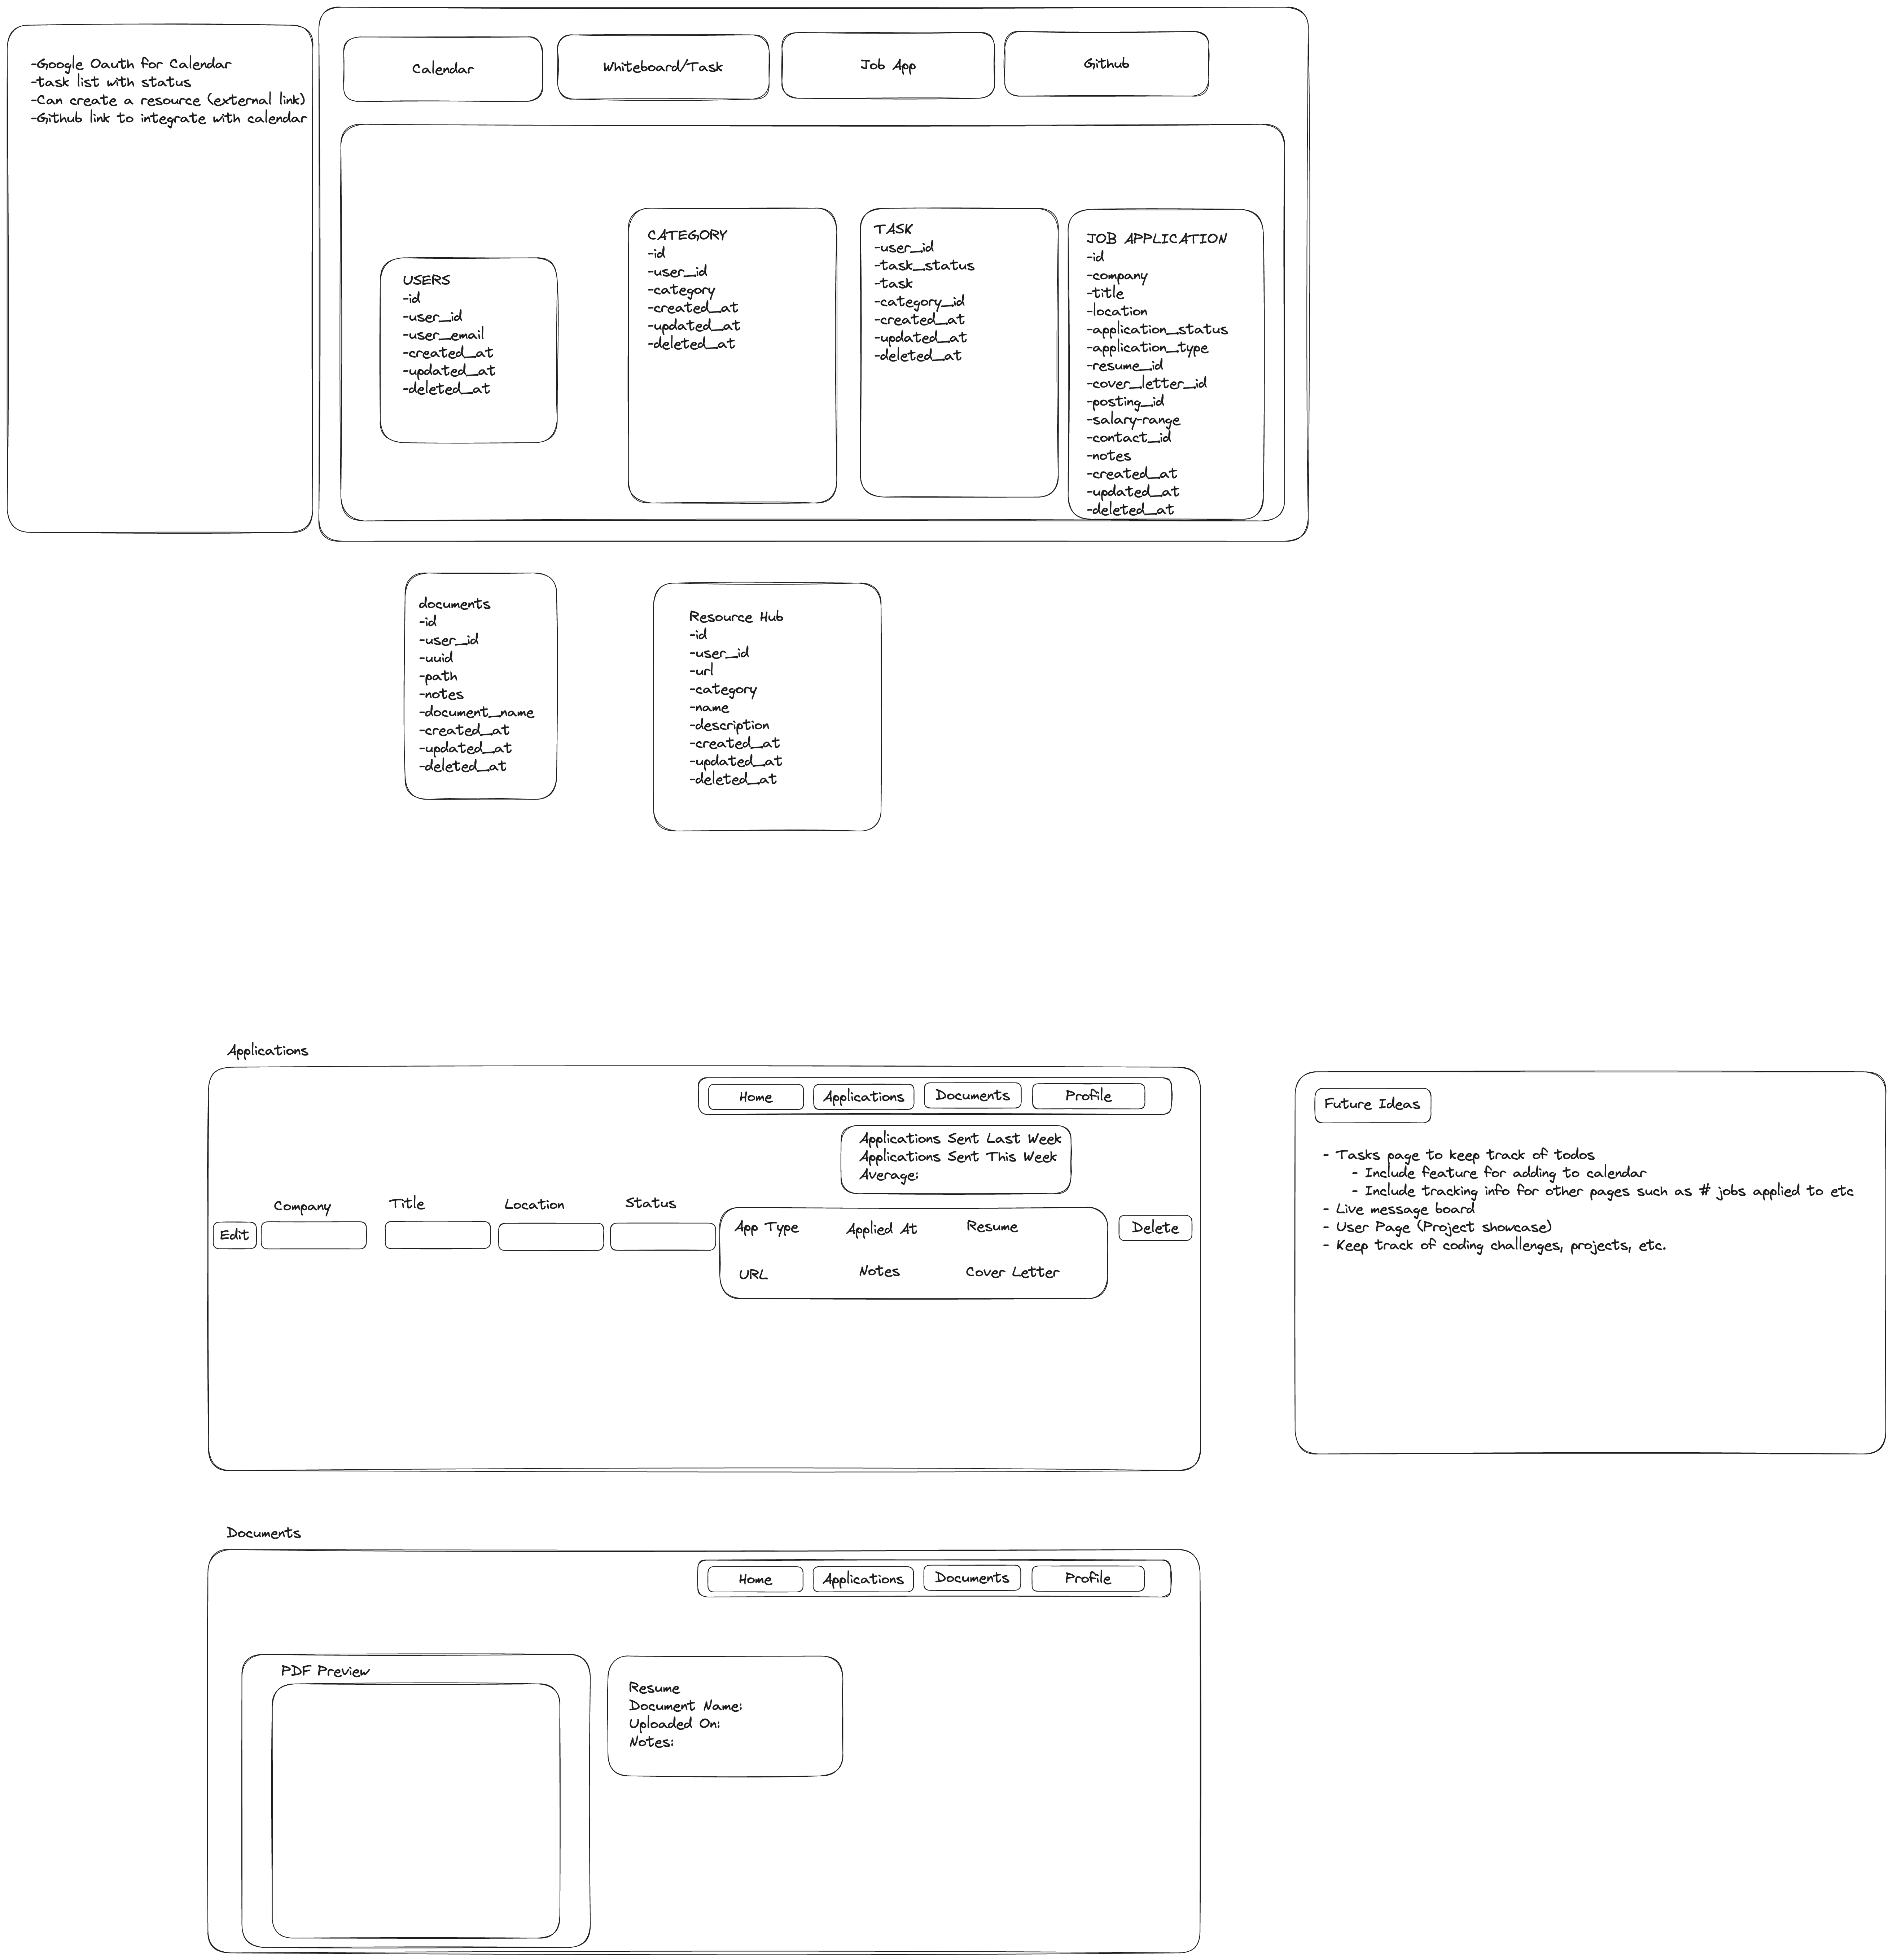 -Google Oauth for Calendar
-task list with status
-Can create a resource (external link)
-Github link to integrate with calendar
Calendar
Whiteboard/Task
Job App
Github
USERS
-id
-user_id
-user_email
-created_at
-updated_at
-deleted_at
CATEGORY
-id
-user_id
-category
-created_at
-updated_at
-deleted_at
TASK
-user_id
-task_status
-task
-category_id
-created_at
-updated_at
-deleted_at
JOB APPLICATION
-id
-company
-title
-location
-application_status
-application_type
-resume_id
-cover_letter_id
-posting_id
-salary-range
-contact_id
-notes
-created_at
-updated_at
-deleted_at
documents
-id
-user_id
-uuid
-path
-notes
-document_name
-created_at
-updated_at
-deleted_at
Resource Hub
-id
-user_id
-url
-category
-name
-description
-created_at
-updated_at
-deleted_at
Applications
Home
Applications
Documents
Profile
Applications Sent Last Week
Applications Sent This Week
Average:
Company
Title
Location
Status
Edit
App Type
Applied At
Resume
URL
Notes
Cover Letter
Delete
Future Ideas
- Tasks page to keep track of todos
- Include feature for adding to calendar
- Include tracking info for other pages such as # jobs applied to etc
- Live message board
- User Page (Project showcase)
- Keep track of coding challenges, projects, etc.
Documents
Home
Applications
Documents
Profile
PDF Preview
Resume
Document Name:
Uploaded On:
Notes: